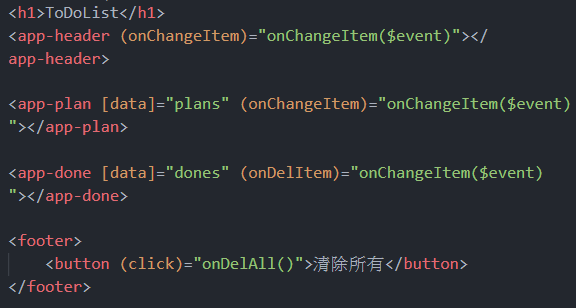 <h1>ToDoList</h1>
<app-header (onChangeItem)="onChangeItem($event)"></
app-header>
<app-plan [data]="plans" (onChangeItem)="onChangeItem($event)
"></app-plan>
<app-done [data]="dones" (onDelItem)="onChangeItem($event)
"></app-done>
<footer>
    <button (click)="onDelAll()">清除所有</button>
</footer>